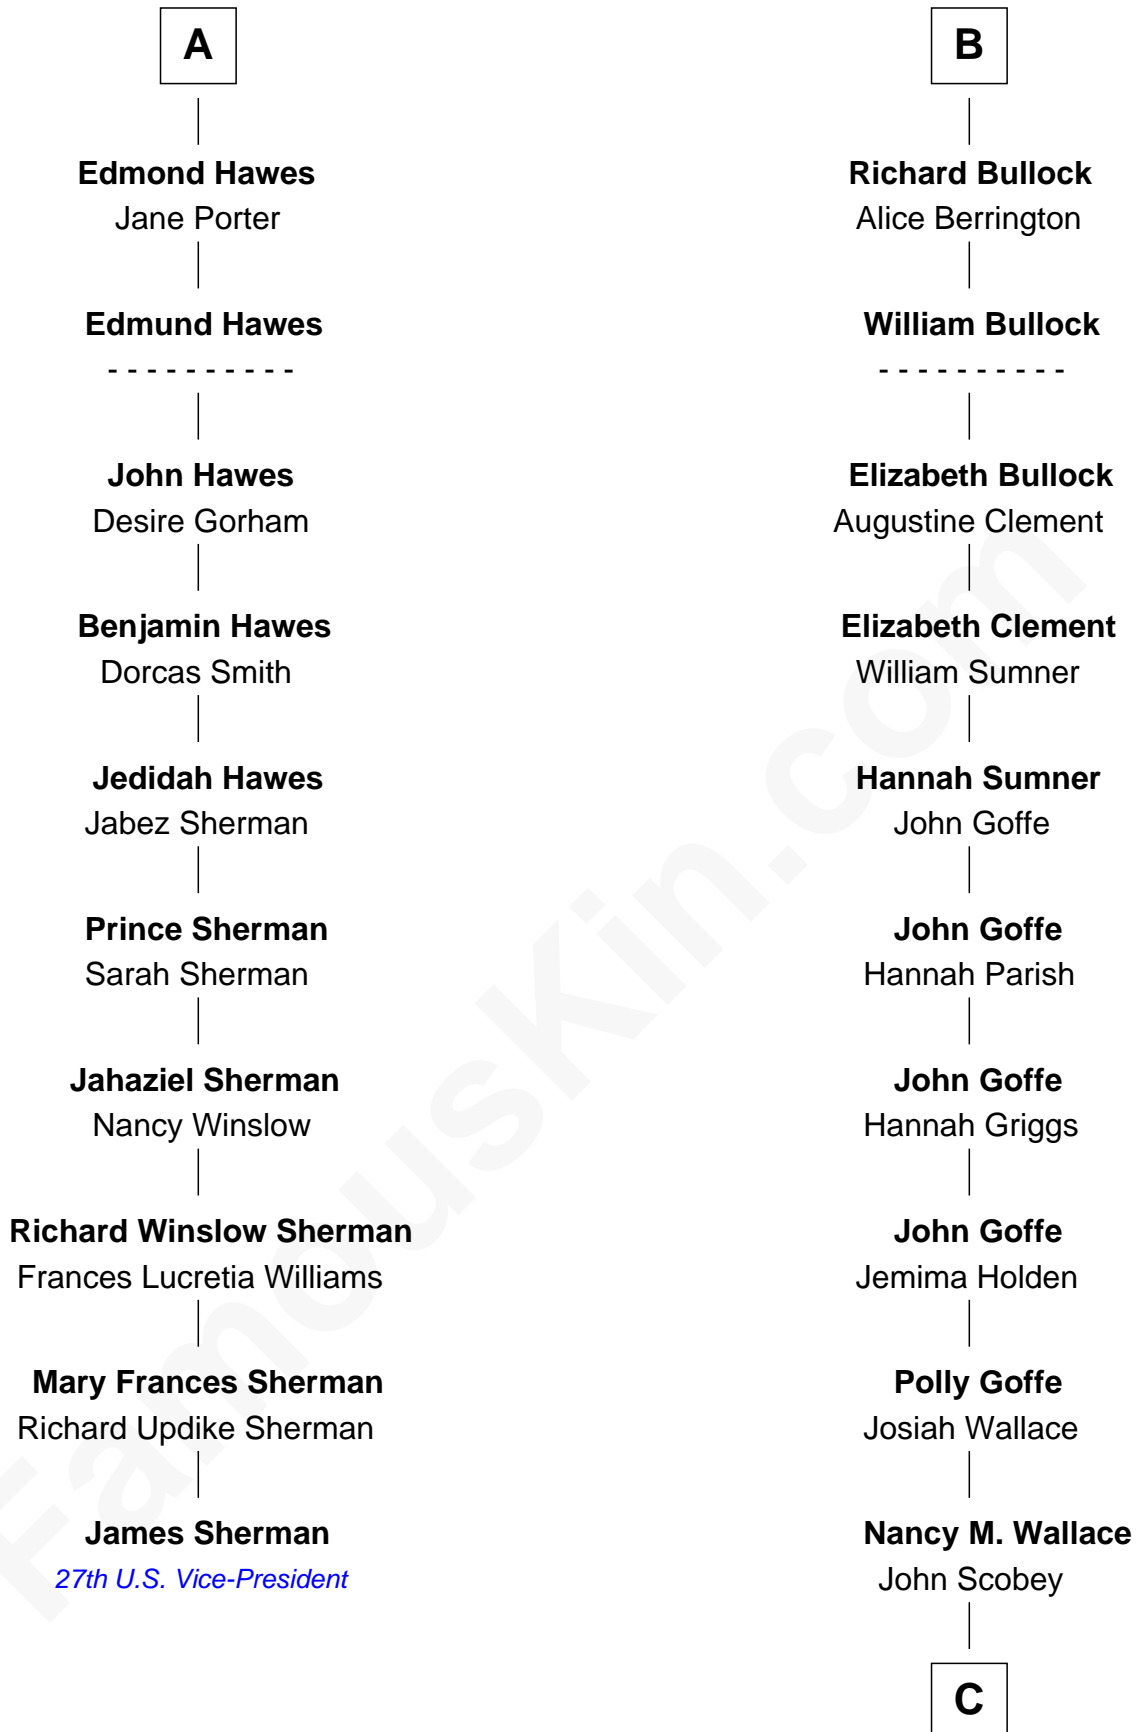 A
Edmond Hawes
Jane Porter
Edmund Hawes
- - - - - - - - - -
John Hawes
Desire Gorham
Benjamin Hawes
Dorcas Smith
Jedidah Hawes
Jabez Sherman
Prince Sherman
Sarah Sherman
Jahaziel Sherman
Nancy Winslow
Richard Winslow Sherman
Frances Lucretia Williams
Mary Frances Sherman
Richard Updike Sherman
James Sherman
27th U.S. Vice-President
B
Richard Bullock
Alice Berrington
William Bullock
- - - - - - - - - -
Elizabeth Bullock
Augustine Clement
Elizabeth Clement
William Sumner
Hannah Sumner
John Goffe
John Goffe
Hannah Parish
John Goffe
Hannah Griggs
John Goffe
Jemima Holden
Polly Goffe
Josiah Wallace
Nancy M. Wallace
John Scobey
C
FamousKin.com